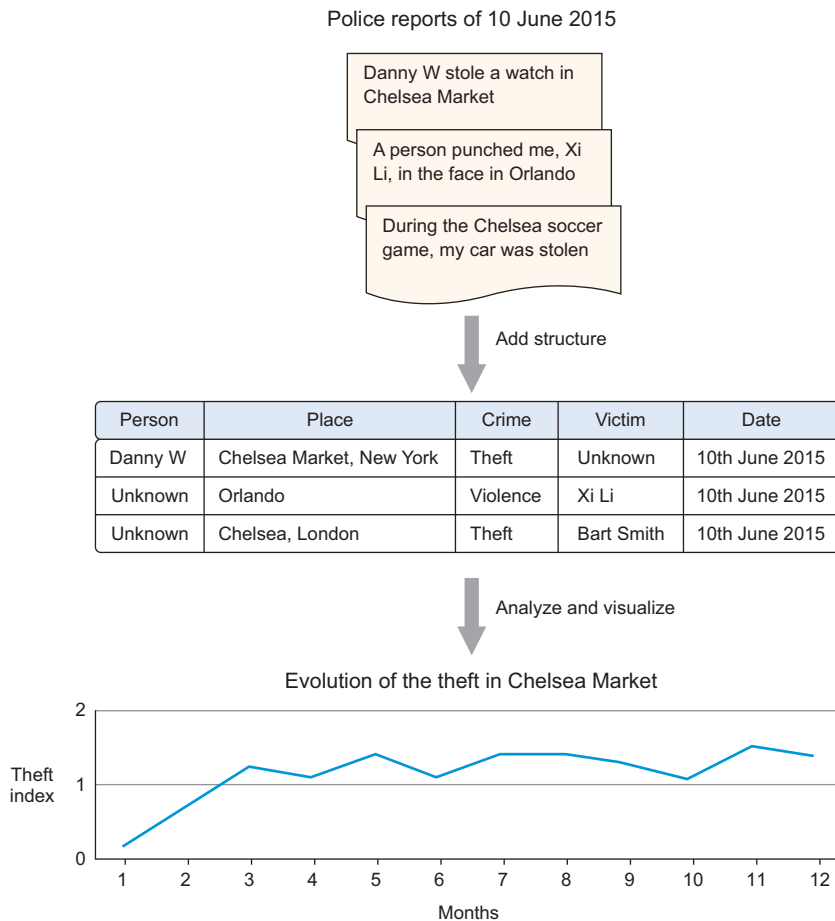 Police reports of 10 June 2015
Danny W stole a watch in
Chelsea Market
A person punched me, Xi
Li, in the face in Orlando
During the Chelsea soccer
game, my car was stolen
Add structure
Person Place Crime Victim Date
Danny W Chelsea Market, New York Theft Unknown 10th June 2015
Unknown Orlando Violence Xi Li 10th June 2015
Unknown Chelsea, London Theft Bart Smith 10th June 2015
Analyze and visualize
Evolution of the theft in Chelsea Market
2
Theft
index
1
0
1 2 3 4 5 6 7 8 9 10 11 12
Months